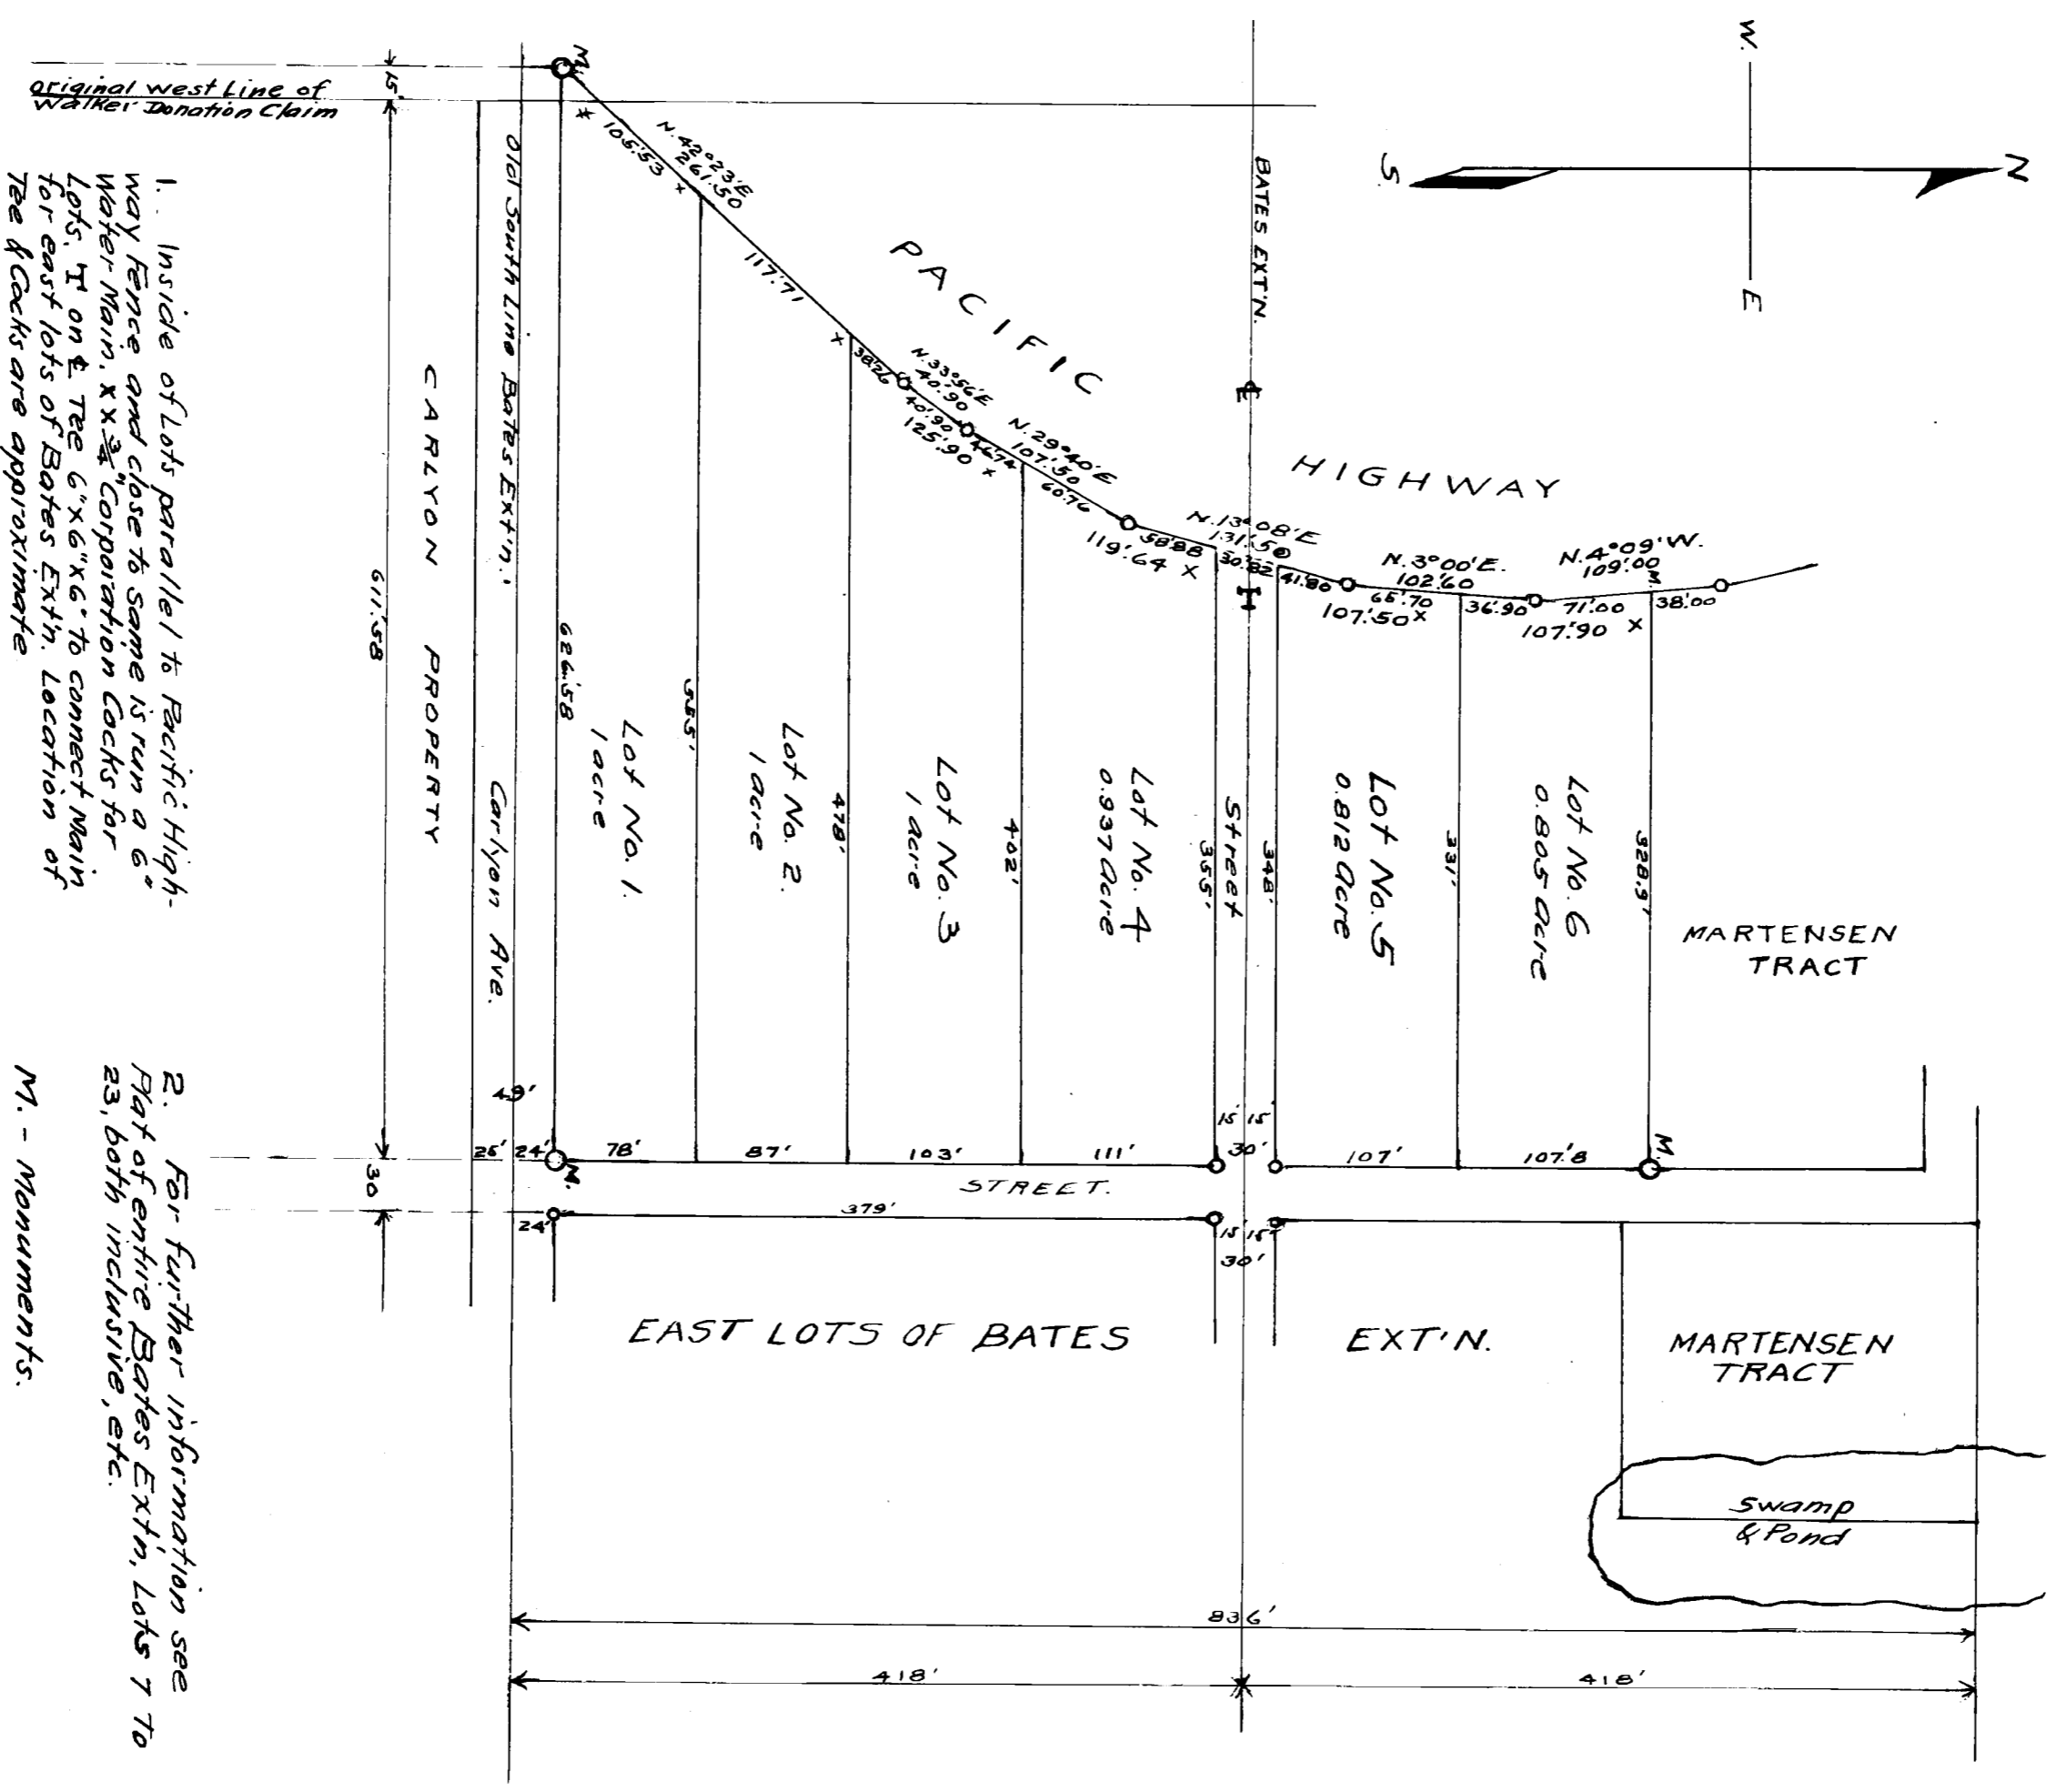 W.
N
S.
E
M.
15'
original west Line of
Walker Donation Claim
N. 42°23'E
261.50
105.53
117.71
38.26
N. 33°56'E
40.90
40.90
125.90
46.74
N. 29°40'E
107.50
60.76
PACIFIC
HIGHWAY
BATES EXT'N.
N. 13°08'E
131.50
58.88
119.64
30.82
41.80
N. 3°00'E.
102.60
65.70
107.50
36.90
N. 4°09'W.
109.00
M.
71.00
107.90
38.00
611.58
CARLYON PROPERTY
Old South Line Bates Ext'n.
Carlyon Ave.
626.58
Lot No. 1.
1 acre
555'
Lot No. 2.
1 acre
478'
Lot No. 3
1 acre
402'
Lot No. 4
0.937 acre
355'
Street
348'
Lot No. 5
0.812 acre
331'
Lot No. 6
0.805 acre
328.9'
MARTENSEN
TRACT
49'
25' 24'
M.
78'
87'
103'
111'
15' 15'
30'
107'
107.8
M.
STREET.
30
24'
379'
15' 15'
30'
EAST LOTS OF BATES EXT'N.
MARTENSEN
TRACT
Swamp
& Pond
836'
418'
418'
1. Inside of Lots parallel to Pacific High-
way Fence and close to same is run a 6"
Water Main. XX 3/4" Corporation Cocks for
Lots. T on ℄ Tee 6"x6"x6" to connect Main
for east lots of Bates Ext'n. Location of
Tee & Cocks are approximate
2. For further information see
Plat of entire Bates Ext'n, Lots 7 to
23, both inclusive, etc.
M. - Monuments.